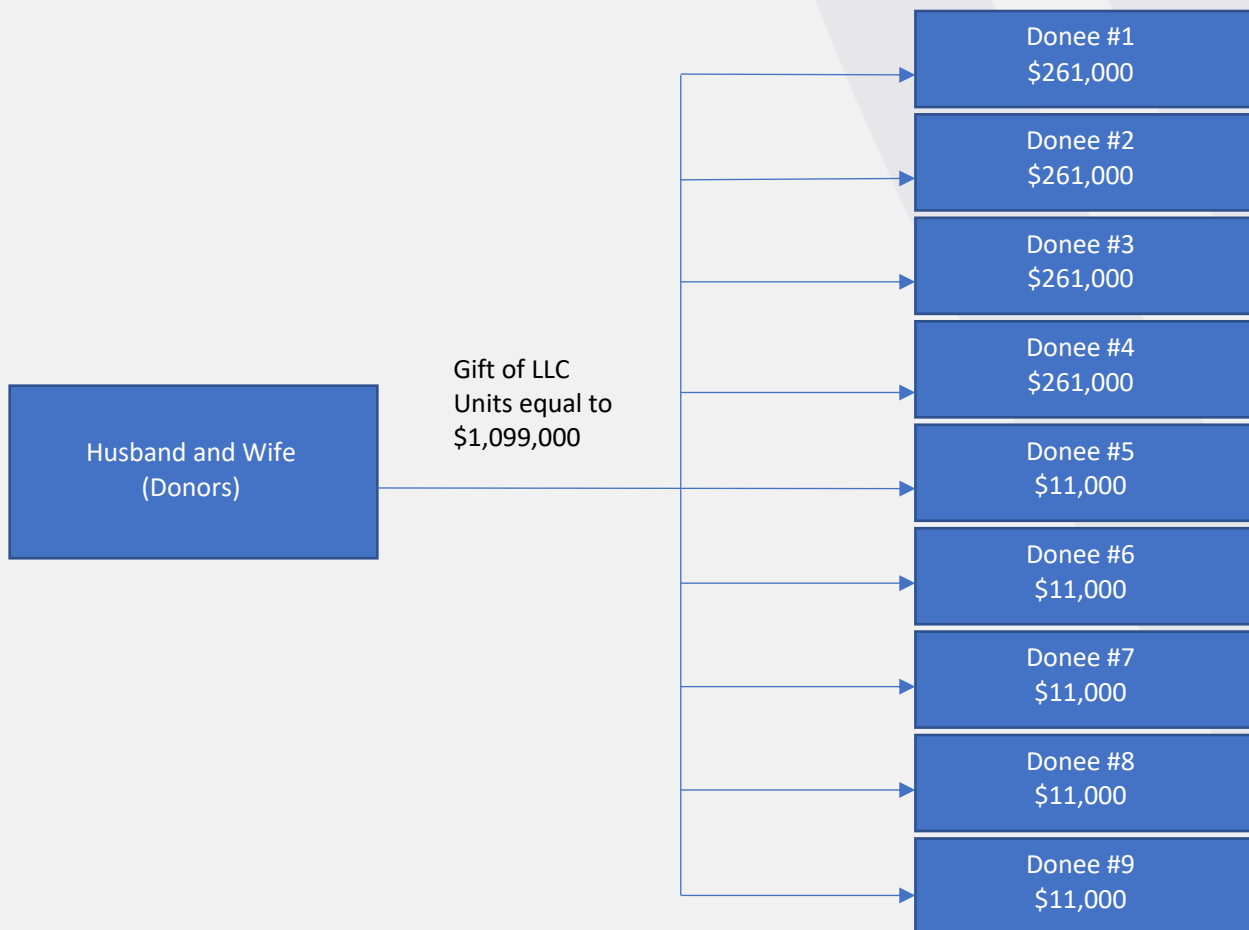 Husband and Wife
(Donors)
Gift of LLC
Units equal to
$1,099,000
Donee #1
$261,000
Donee #2
$261,000
Donee #3
$261,000
Donee #4
$261,000
Donee #5
$11,000
Donee #6
$11,000
Donee #7
$11,000
Donee #8
$11,000
Donee #9
$11,000